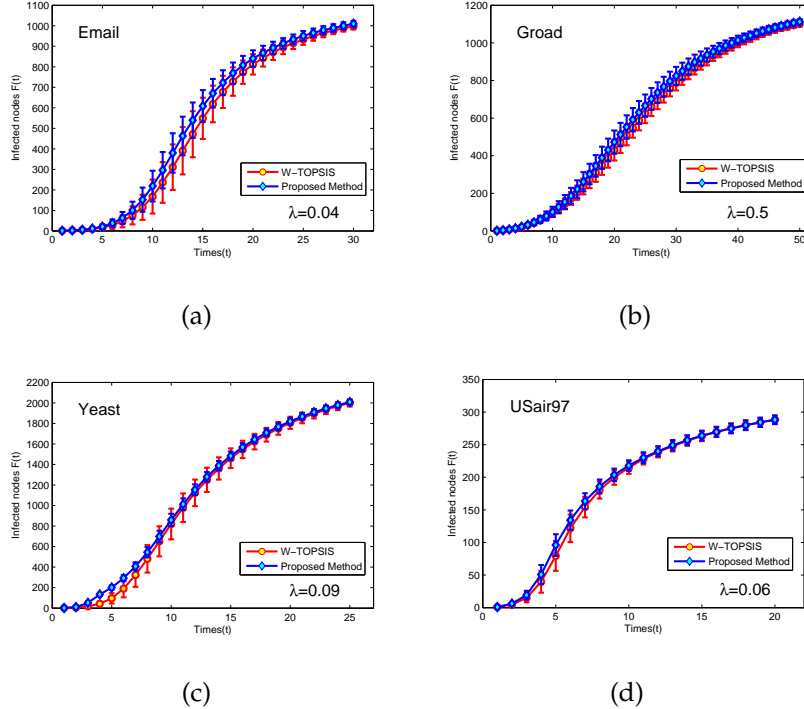 1100
1000
900
800
700
600
500
400
300
200
100
0
Infected nodes F(t)
Email
W-TOPSIS
Proposed Method
λ=0.04
0 5 10 15 20 25 30
Times(t)
(a)
1200
1000
800
600
400
200
0
Infected nodes F(t)
Groad
W-TOPSIS
Proposed Method
λ=0.5
0 10 20 30 40 50
Times(t)
(b)
2200
2000
1800
1600
1400
1200
1000
800
600
400
200
0
Infected nodes F(t)
Yeast
W-TOPSIS
Proposed Method
λ=0.09
0 5 10 15 20 25
Times(t)
(c)
350
300
250
200
150
100
50
0
Infected nodes F(t)
USair97
W-TOPSIS
Proposed Method
λ=0.06
0 5 10 15 20
Times(t)
(d)